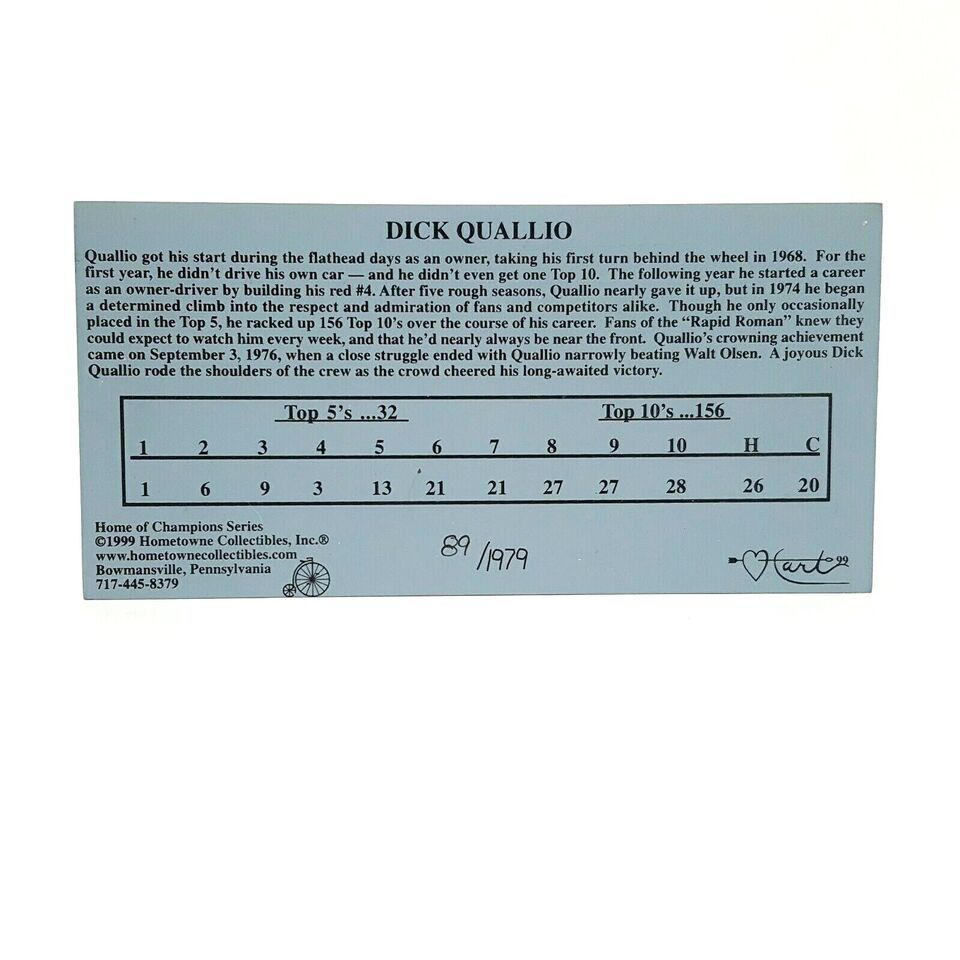 DICK QUALLIO
Quallio got his start during the flathead days as an owner, taking his first turn behind the wheel in 1968. For the
first year, he didn't drive his own car — and he didn't even get one Top 10. The following year he started a career
as an owner-driver by building his red #4. After five rough seasons, Quallio nearly gave it up, but in 1974 he began
a determined climb into the respect and admiration of fans and competitors alike. Though he only occasionally
placed in the Top 5, he racked up 156 Top 10's over the course of his career. Fans of the “Rapid Roman” knew they
could expect to watch him every week, and that he'd nearly always be near the front. Quallio's crowning achievement
came on September 3, 1976, when a close struggle ended with Quallio narrowly beating Walt Olsen. A joyous Dick
Quallio rode the shoulders of the crew as the crowd cheered his long-awaited victory.
Top 5's ...32 Top 10's ...156
1 2 3 4 5 6 7 8 9 10 H C
1 6 9 3 13 21 21 27 27 28 26 20
Home of Champions Series
©1999 Hometowne Collectibles, Inc.®
www.hometownecollectibles.com
Bowmansville, Pennsylvania
717-445-8379
89/1979
Hart 99